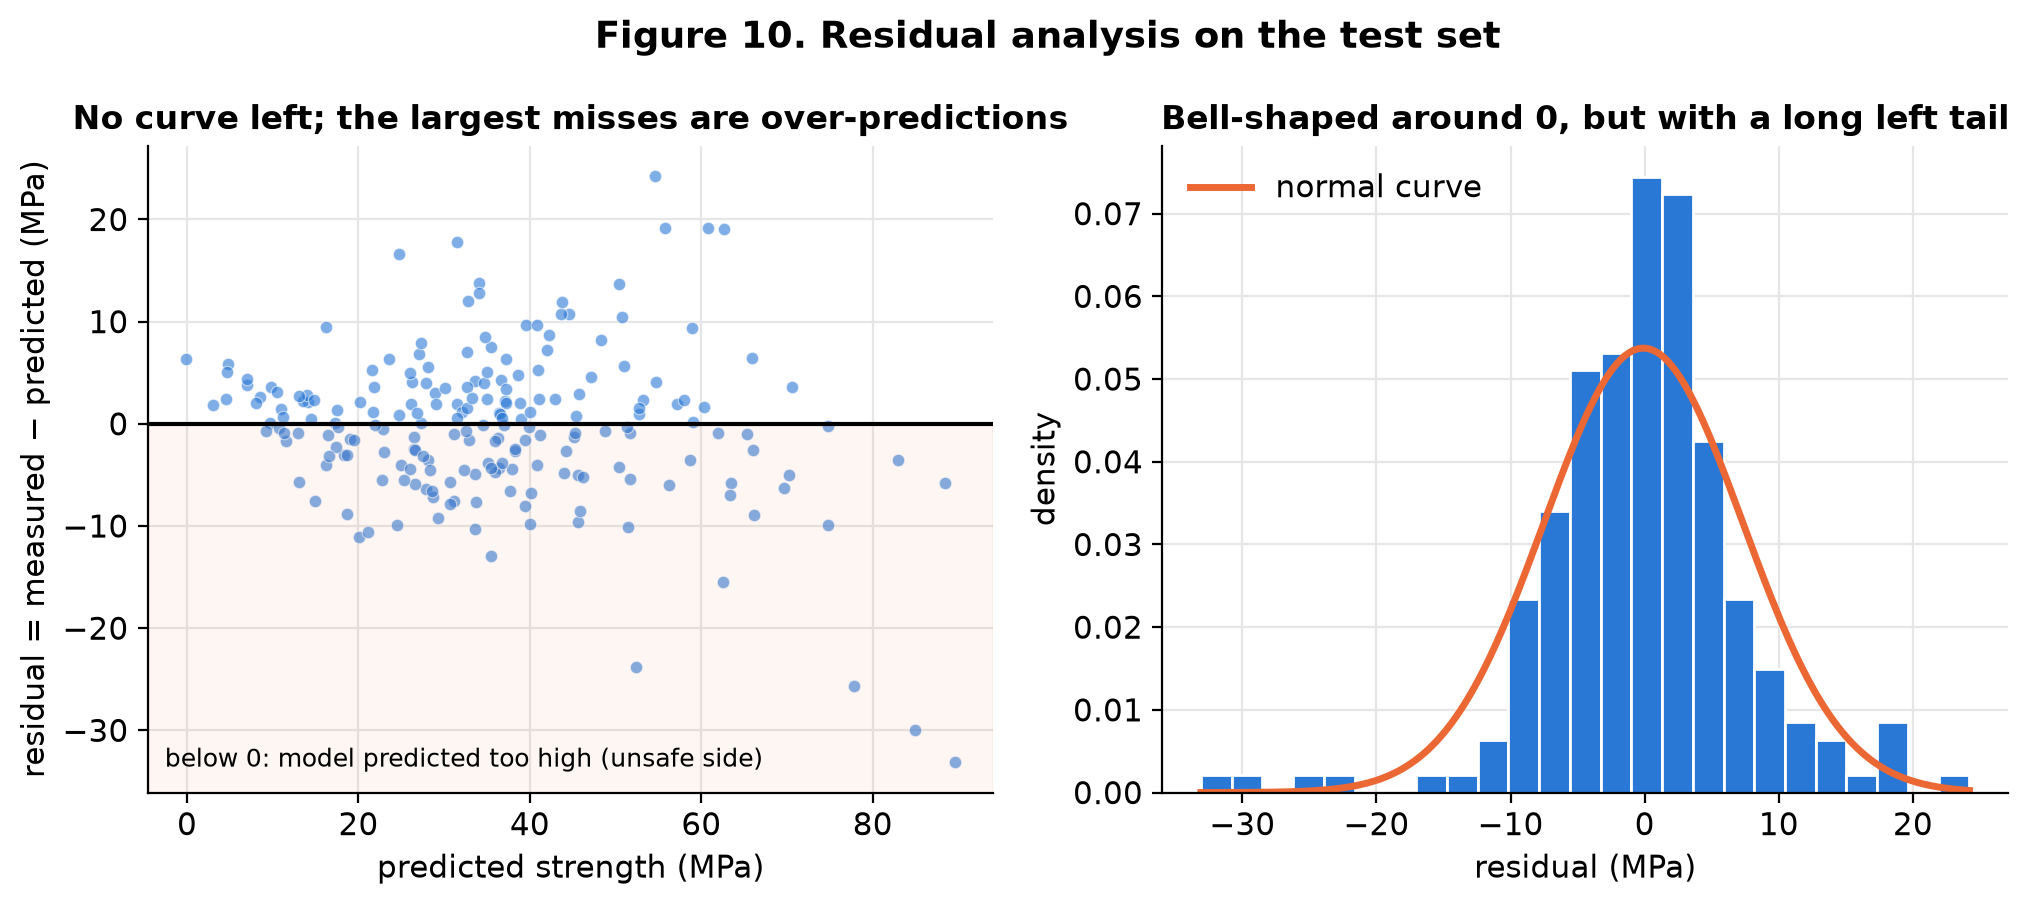 Figure 10. Residual analysis on the test set
No curve left; the largest misses are over-predictions
residual = measured − predicted (MPa)
20
10
0
−10
−20
−30
below 0: model predicted too high (unsafe side)
0
20
40
60
80
predicted strength (MPa)
Bell-shaped around 0, but with a long left tail
normal curve
density
0.07
0.06
0.05
0.04
0.03
0.02
0.01
0.00
−30
−20
−10
0
10
20
residual (MPa)